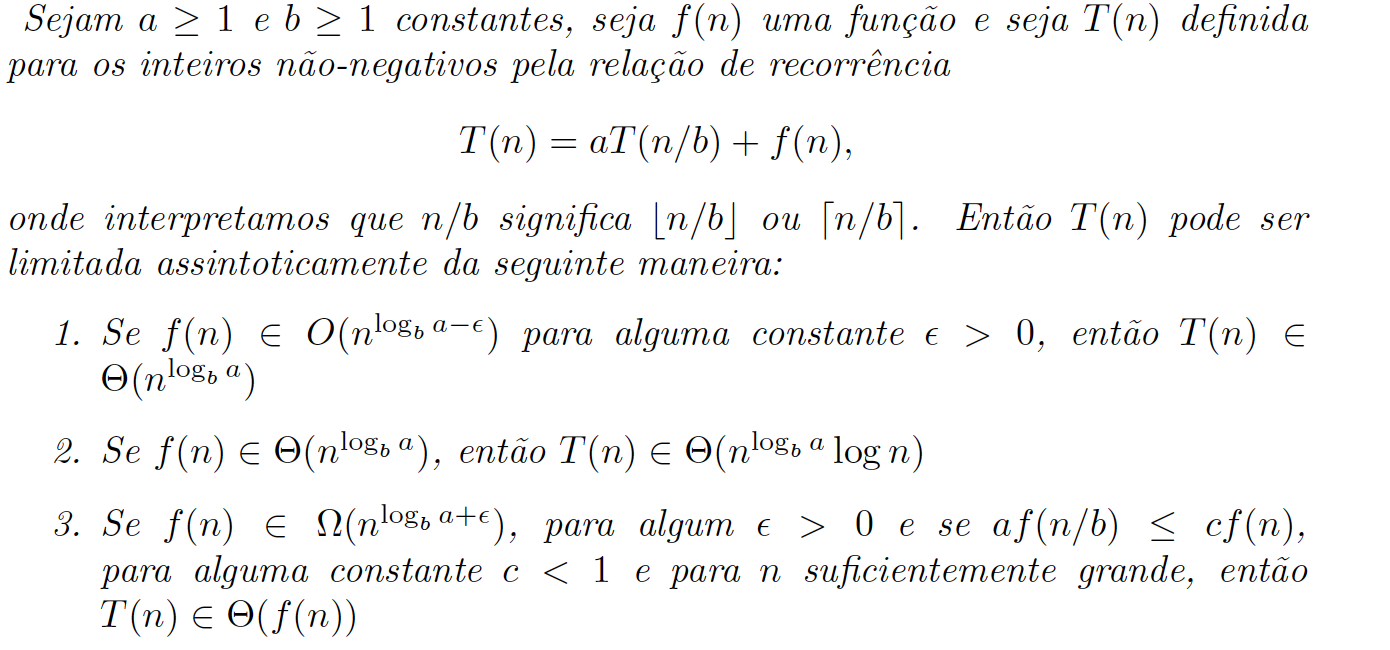 Sejam a ≥ 1 e b ≥ 1 constantes, seja f(n) uma função e seja T(n) definida
para os inteiros não-negativos pela relação de recorrência
T(n) = aT(n/b) + f(n),
onde interpretamos que n/b significa ⌊n/b⌋ ou ⌈n/b⌉. Então T(n) pode ser
limitada assintoticamente da seguinte maneira:
1. Se f(n) ∈ O(n^{log_b a−ϵ}) para alguma constante ϵ > 0, então T(n) ∈
Θ(n^{log_b a})
2. Se f(n) ∈ Θ(n^{log_b a}), então T(n) ∈ Θ(n^{log_b a} log n)
3. Se f(n) ∈ Ω(n^{log_b a+ϵ}), para algum ϵ > 0 e se af(n/b) ≤ cf(n),
para alguma constante c < 1 e para n suficientemente grande, então
T(n) ∈ Θ(f(n))